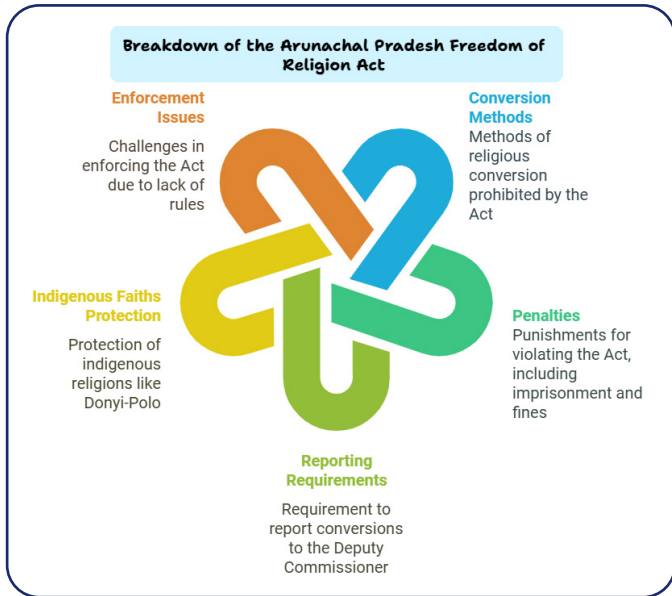 Breakdown of the Arunachal Pradesh Freedom of
Religion Act
Enforcement
Issues
Challenges in
enforcing the Act
due to lack of
rules
Conversion
Methods
Methods of
religious
conversion
prohibited by the
Act
Indigenous Faiths
Protection
Protection of
indigenous
religions like
Donyi-Polo
Penalties
Punishments for
violating the Act,
including
imprisonment and
fines
Reporting
Requirements
Requirement to
report conversions
to the Deputy
Commissioner